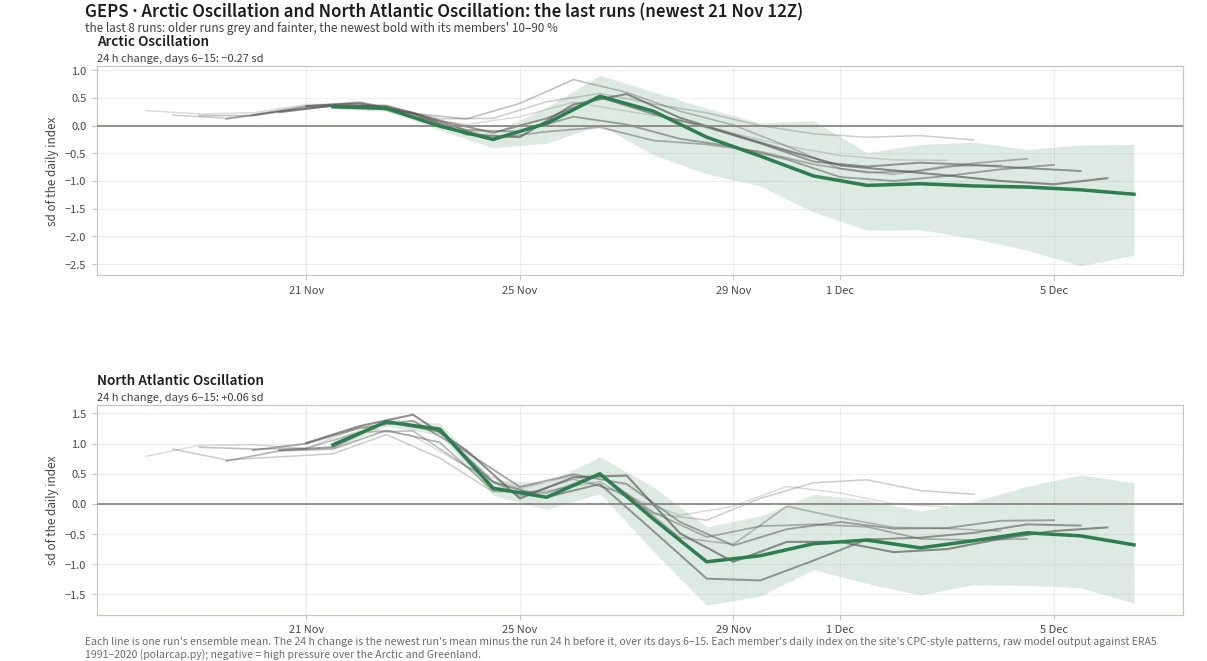 GEPS · Arctic Oscillation and North Atlantic Oscillation: the last runs (newest 21 Nov 12Z)
the last 8 runs: older runs grey and fainter, the newest bold with its members' 10–90 %
Arctic Oscillation
24 h change, days 6–15: −0.27 sd
sd of the daily index
1.0
0.5
0.0
−0.5
−1.0
−1.5
−2.0
−2.5
21 Nov 25 Nov 29 Nov 1 Dec 5 Dec
North Atlantic Oscillation
24 h change, days 6–15: +0.06 sd
sd of the daily index
1.5
1.0
0.5
0.0
−0.5
−1.0
−1.5
21 Nov 25 Nov 29 Nov 1 Dec 5 Dec
Each line is one run's ensemble mean. The 24 h change is the newest run's mean minus the run 24 h before it, over its days 6–15. Each member's daily index on the site's CPC-style patterns, raw model output against ERA5
1991–2020 (polarcap.py); negative = high pressure over the Arctic and Greenland.